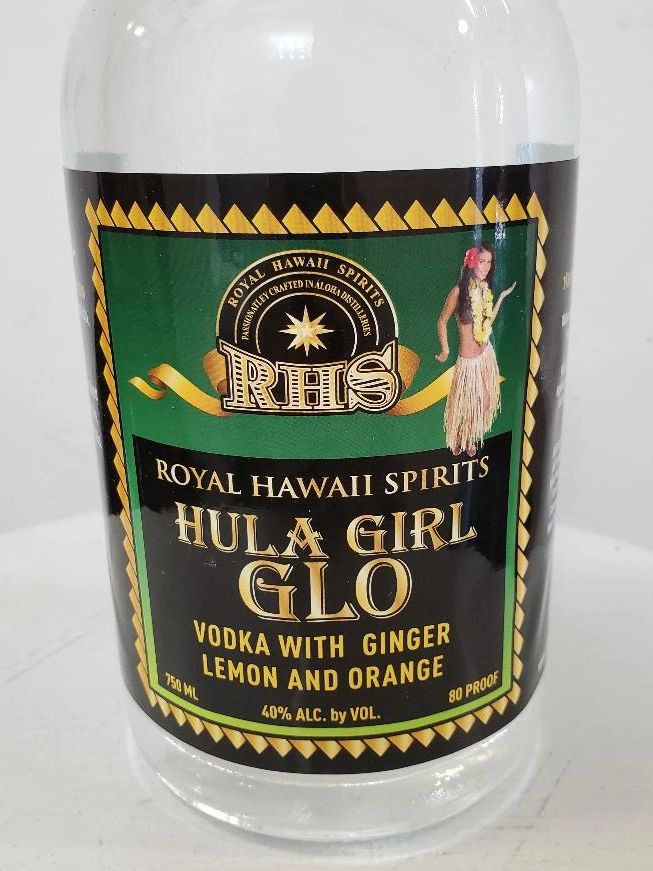 ROYAL HAWAII SPIRITS
PASSIONATLEY CRAFTED IN ALOHA DISTILLERIES
RHS
ROYAL HAWAII SPIRITS
HULA GIRL
GLO
VODKA WITH GINGER
LEMON AND ORANGE
750 ML
80 PROOF
40% ALC. by VOL.